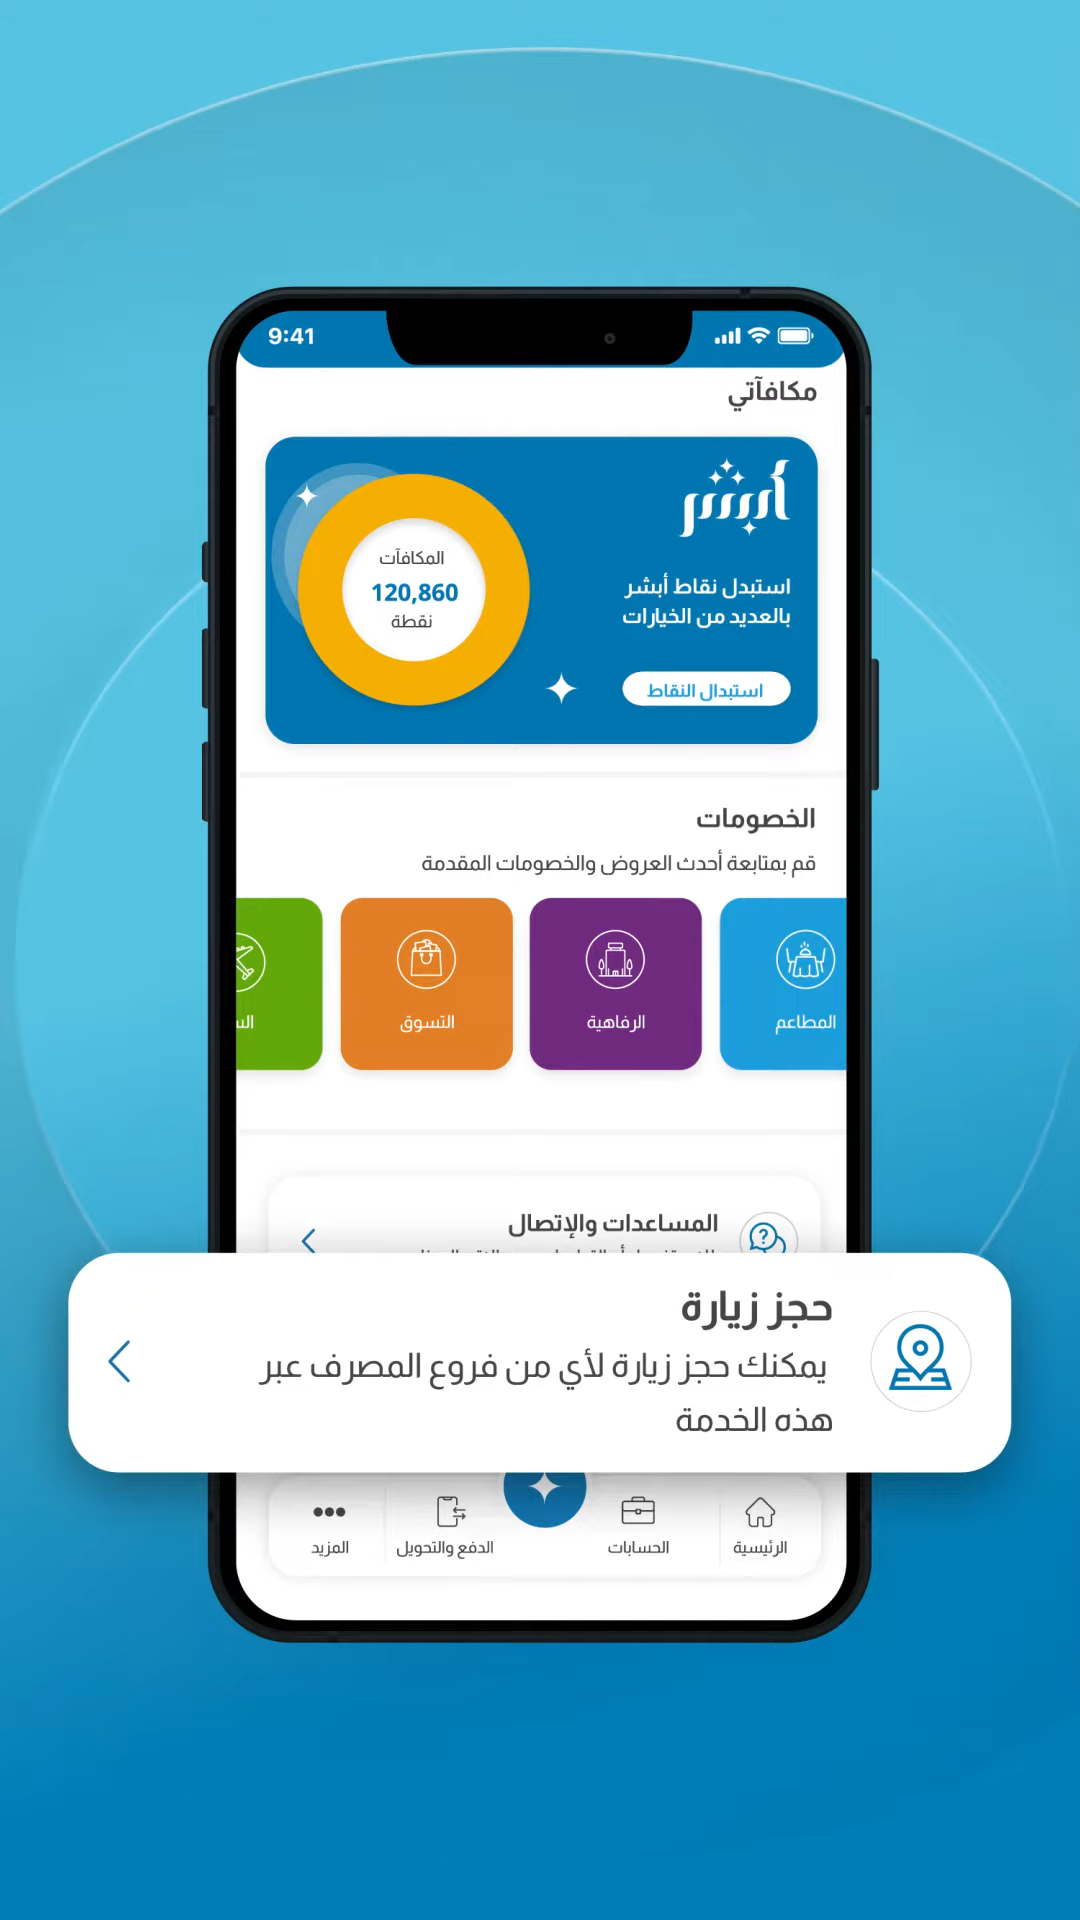 9:41
مكافآتي
أبشر
استبدل نقاط أبشر
بالعديد من الخيارات
استبدال النقاط
المكافآت
120,860
نقطة
الخصومات
قم بمتابعة أحدث العروض والخصومات المقدمة
المطاعم
الرفاهية
التسوق
المساعدات والإتصال
حجز زيارة
يمكنك حجز زيارة لأي من فروع المصرف عبر
هذه الخدمة
الرئيسية
الحسابات
الدفع والتحويل
المزيد